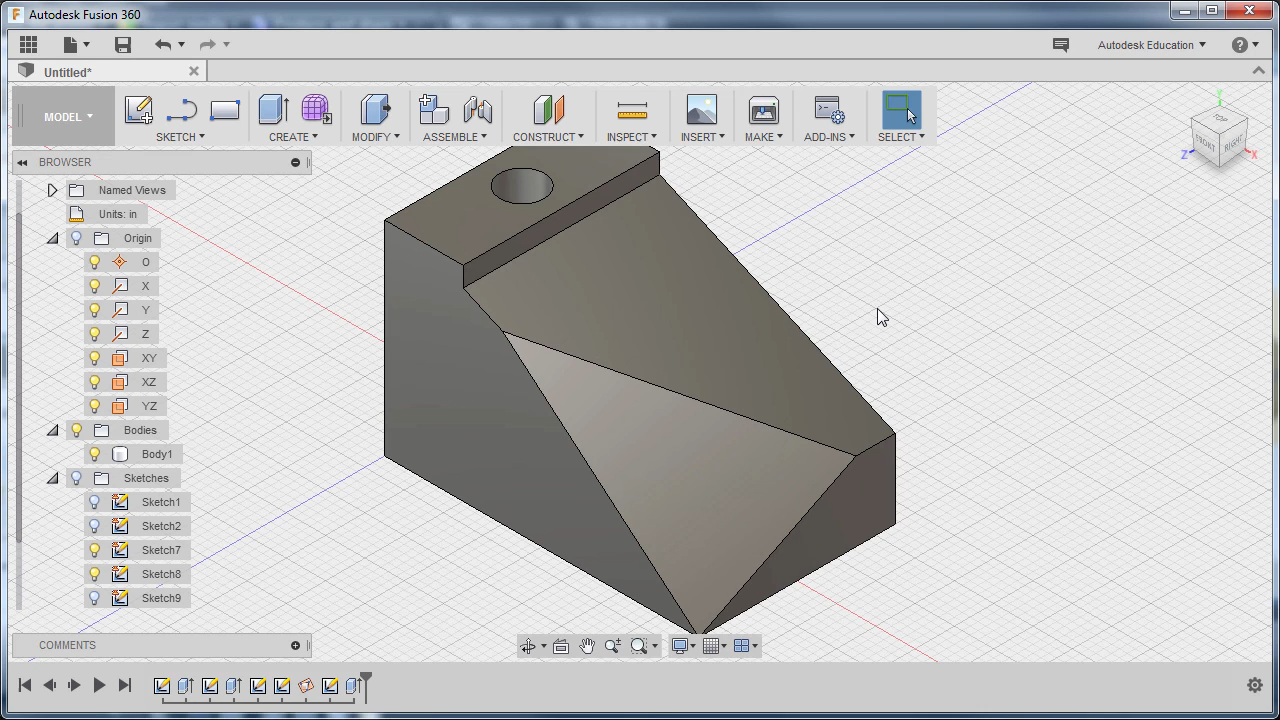 Autodesk Fusion 360
Autodesk Education
Untitled*
MODEL
SKETCH
CREATE
MODIFY
ASSEMBLE
CONSTRUCT
INSPECT
INSERT
MAKE
ADD-INS
SELECT
BROWSER
Named Views
Units: in
Origin
O
X
Y
Z
XY
XZ
YZ
Bodies
Body1
Sketches
Sketch1
Sketch2
Sketch7
Sketch8
Sketch9
Y
TOP
FRONT
RIGHT
Z
X
COMMENTS